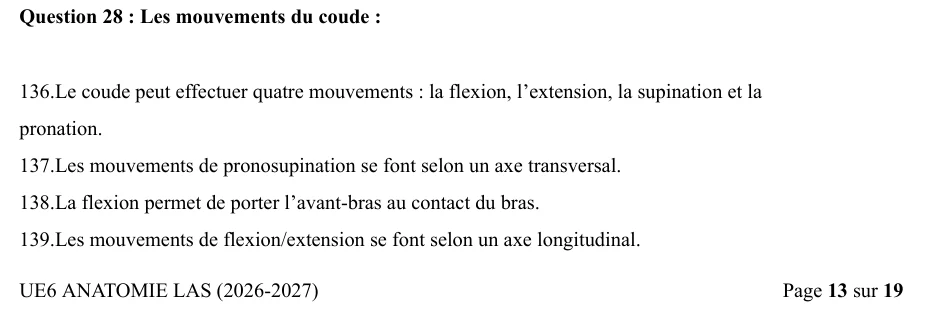 Question 28 : Les mouvements du coude :
136.Le coude peut effectuer quatre mouvements : la flexion, l’extension, la supination et la
pronation.
137.Les mouvements de pronosupination se font selon un axe transversal.
138.La flexion permet de porter l’avant-bras au contact du bras.
139.Les mouvements de flexion/extension se font selon un axe longitudinal.
UE6 ANATOMIE LAS (2026-2027) Page 13 sur 19